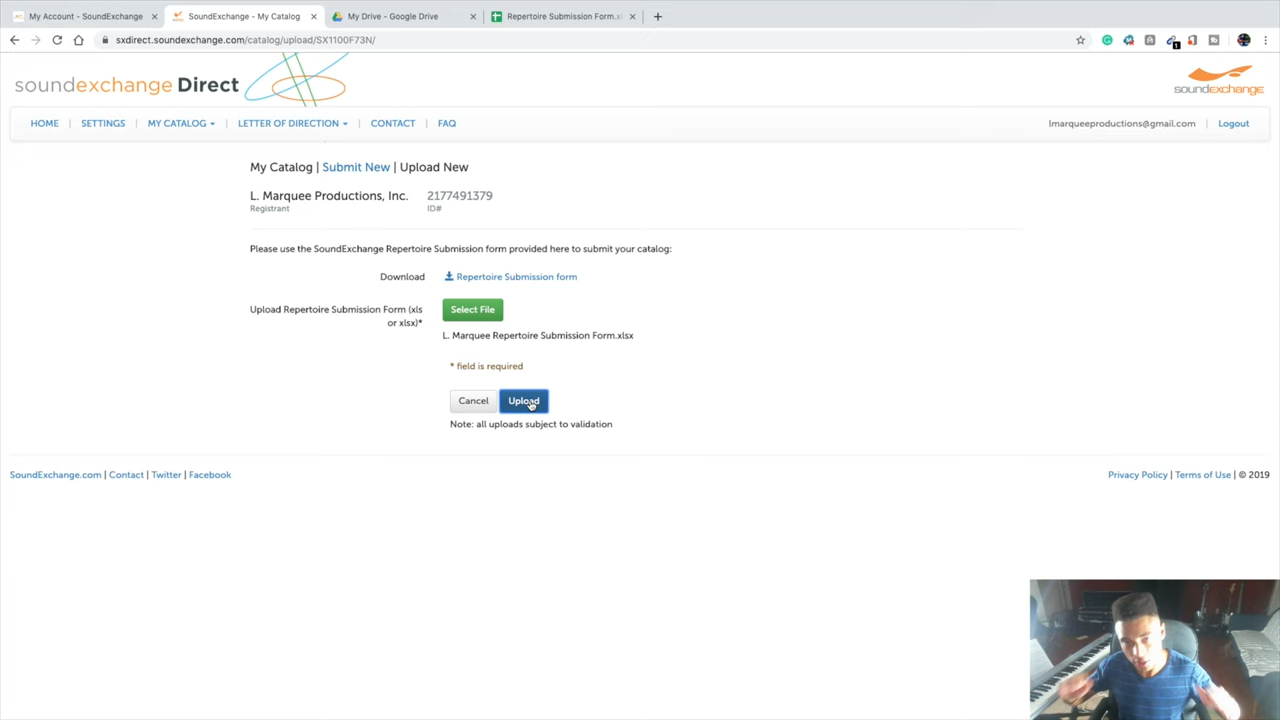 My Account - SoundExchange
SoundExchange - My Catalog
My Drive - Google Drive
Repertoire Submission Form.xl
sxdirect.soundexchange.com/catalog/upload/SX1100F73N/
1
soundexchange Direct
soundexchange
HOME | SETTINGS | MY CATALOG | LETTER OF DIRECTION | CONTACT | FAQ
lmarqueeproductions@gmail.com | Logout
My Catalog | Submit New | Upload New
L. Marquee Productions, Inc. 2177491379
Registrant ID#
Please use the SoundExchange Repertoire Submission form provided here to submit your catalog:
Download Repertoire Submission form
Upload Repertoire Submission Form (xls
or xlsx)*
Select File
L. Marquee Repertoire Submission Form.xlsx
* field is required
Cancel Upload
Note: all uploads subject to validation
SoundExchange.com | Contact | Twitter | Facebook
Privacy Policy | Terms of Use | © 2019